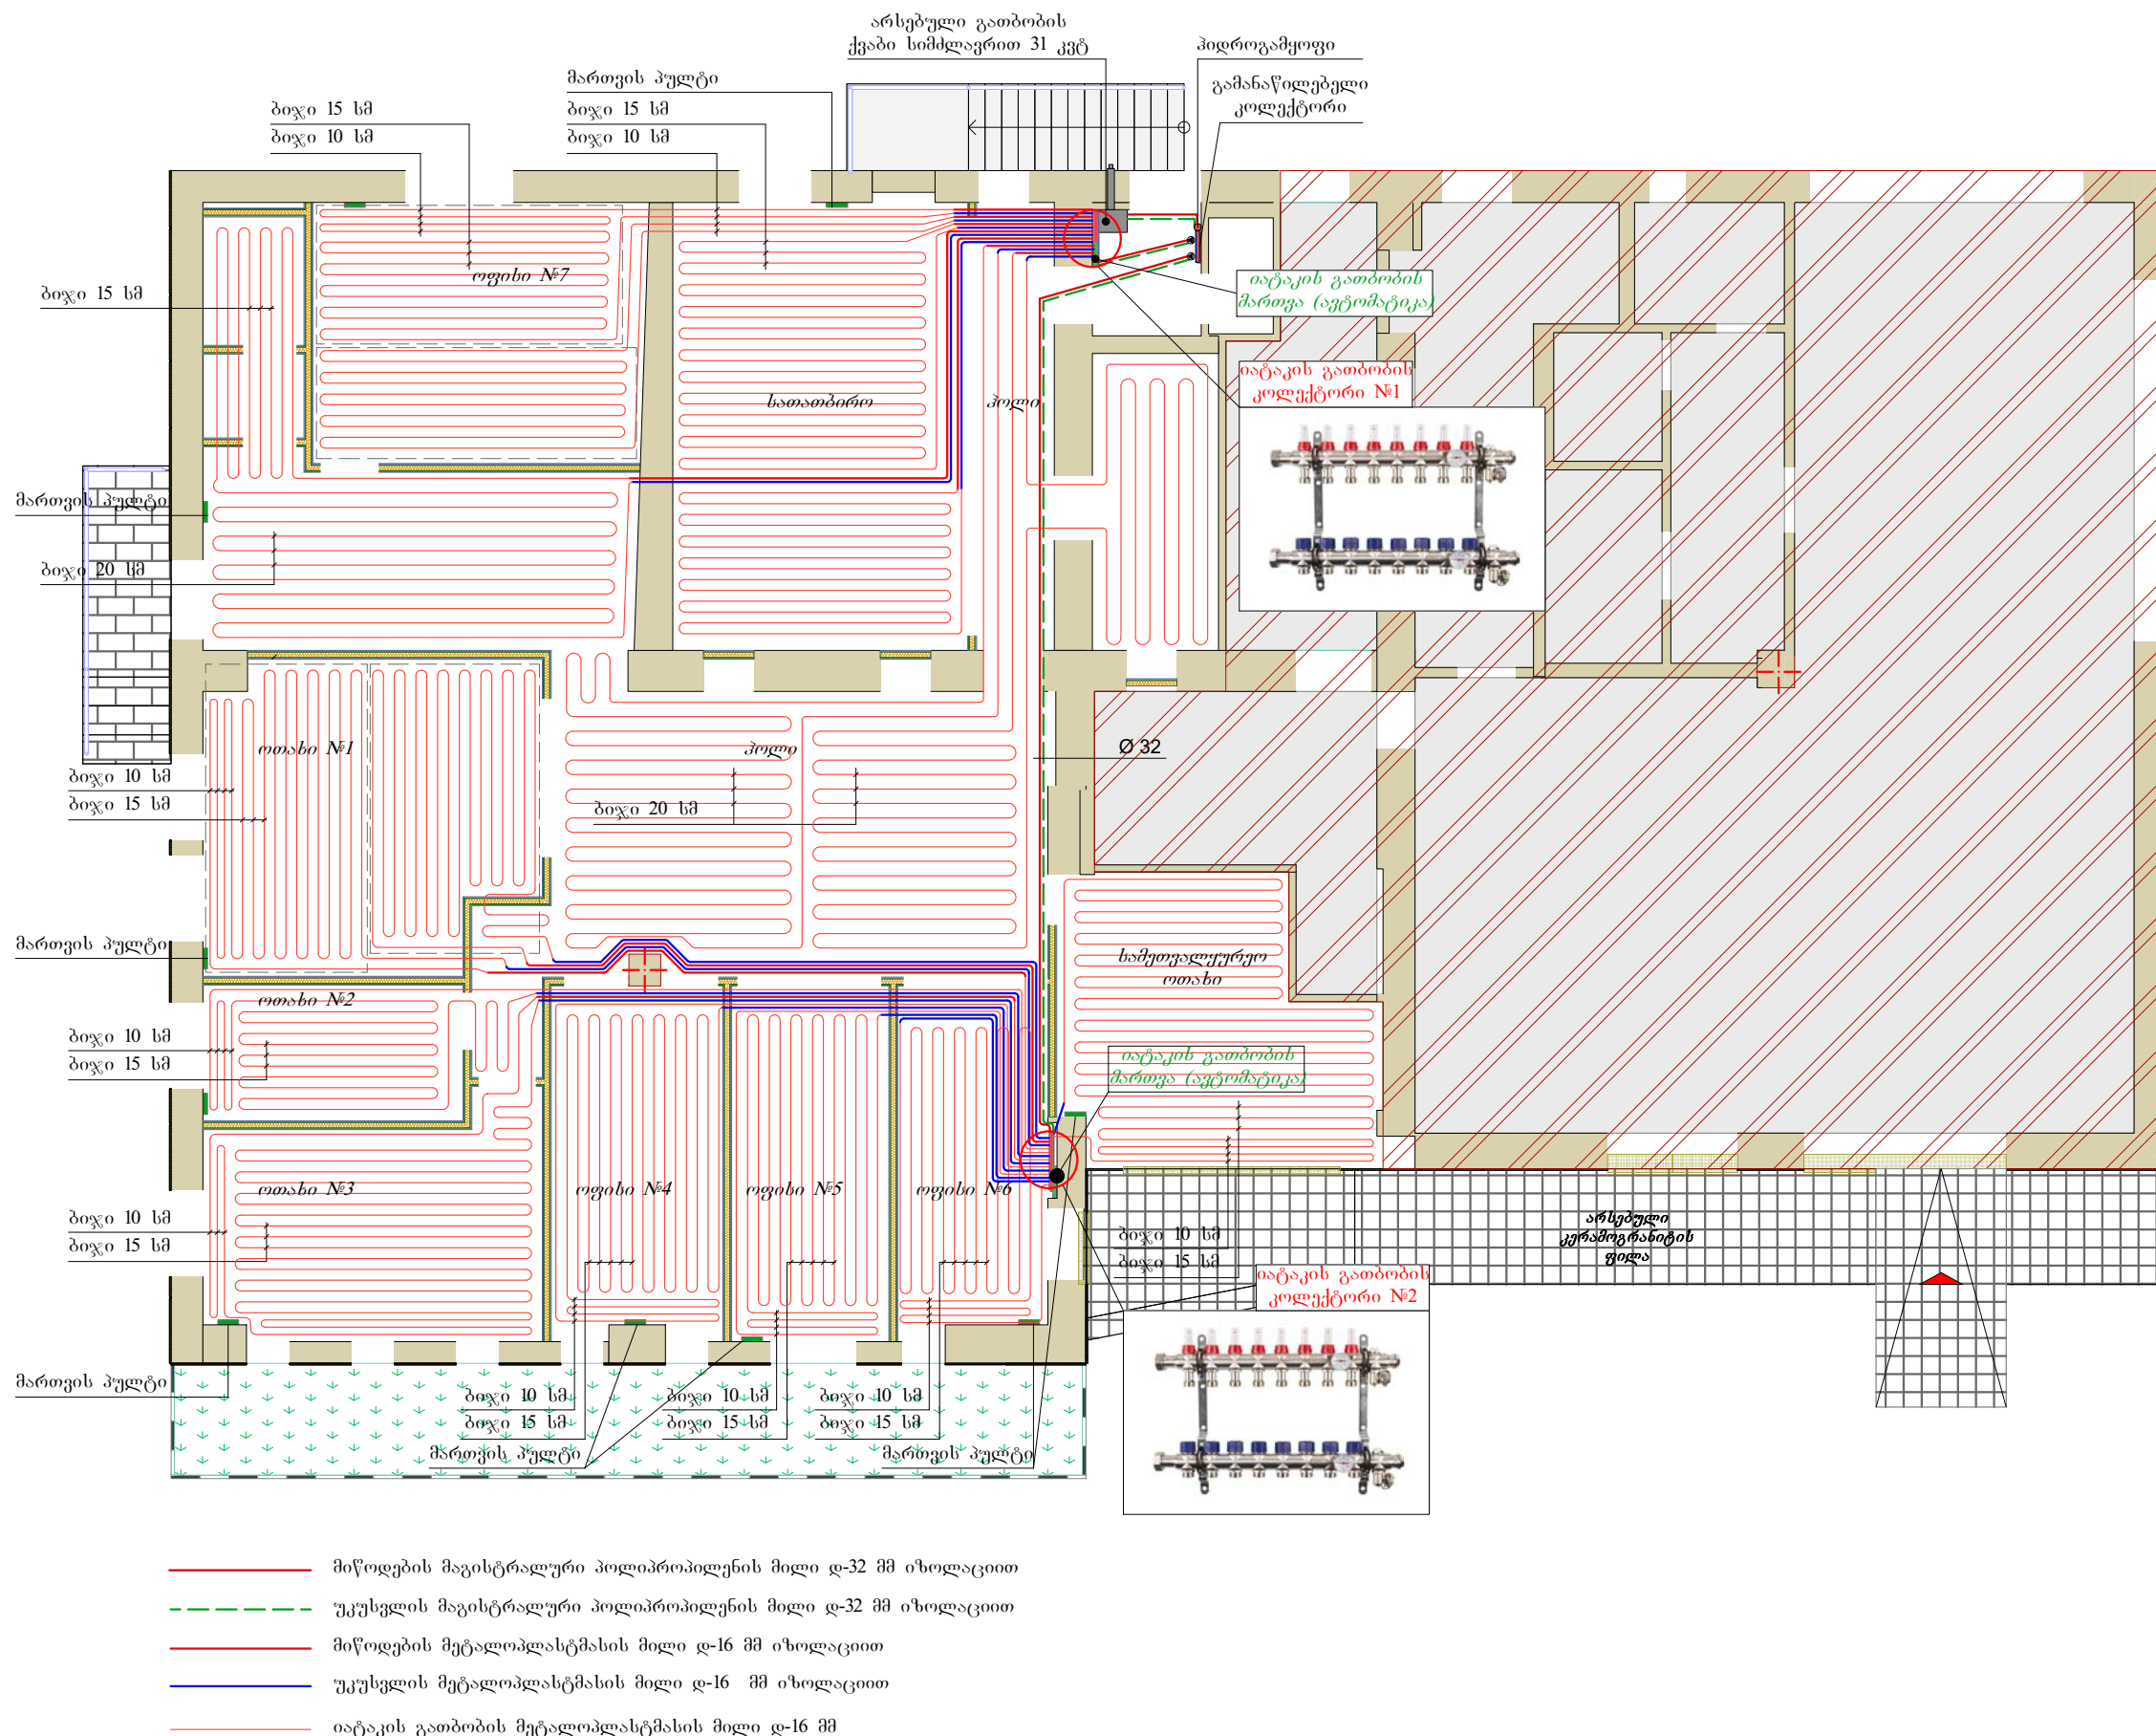 არსებული გათბობის
ქვაბი სიმძლავრით 31 კვტ
ჰიდროგამყოფი
გამანაწილებელი
კოლექტორი
მართვის პულტი
ბიჯი 15 სმ
ბიჯი 10 სმ
ბიჯი 15 სმ
ბიჯი 10 სმ
ოფისი №7
ბიჯი 15 სმ
იატაკის გათბობის
მართვა (ავტომატიკა)
იატაკის გათბობის
კოლექტორი №1
სათათბირო
ჰოლი
მართვის პულტი
ბიჯი 20 სმ
ოთახი №1
ჰოლი
Ø 32
ბიჯი 10 სმ
ბიჯი 15 სმ
ბიჯი 20 სმ
მართვის პულტი
სამეთვალყურეო
ოთახი
ოთახი №2
ბიჯი 10 სმ
ბიჯი 15 სმ
იატაკის გათბობის
მართვა (ავტომატიკა)
ოთახი №3
ოფისი №4
ოფისი №5
ოფისი №6
ბიჯი 10 სმ
ბიჯი 15 სმ
ბიჯი 10 სმ
ბიჯი 15 სმ
არსებული
კერამოგრანიტის
ფილა
იატაკის გათბობის
კოლექტორი №2
მართვის პულტი
ბიჯი 10 სმ
ბიჯი 15 სმ
ბიჯი 10 სმ
ბიჯი 15 სმ
ბიჯი 10 სმ
ბიჯი 15 სმ
მართვის პულტი
მართვის პულტი
მიწოდების მაგისტრალური პოლიპროპილენის მილი დ-32 მმ იზოლაციით
უკუსვლის მაგისტრალური პოლიპროპილენის მილი დ-32 მმ იზოლაციით
მიწოდების მეტალოპლასტმასის მილი დ-16 მმ იზოლაციით
უკუსვლის მეტალოპლასტმასის მილი დ-16 მმ იზოლაციით
იატაკის გათბობის მეტალოპლასტმასის მილი დ-16 მმ